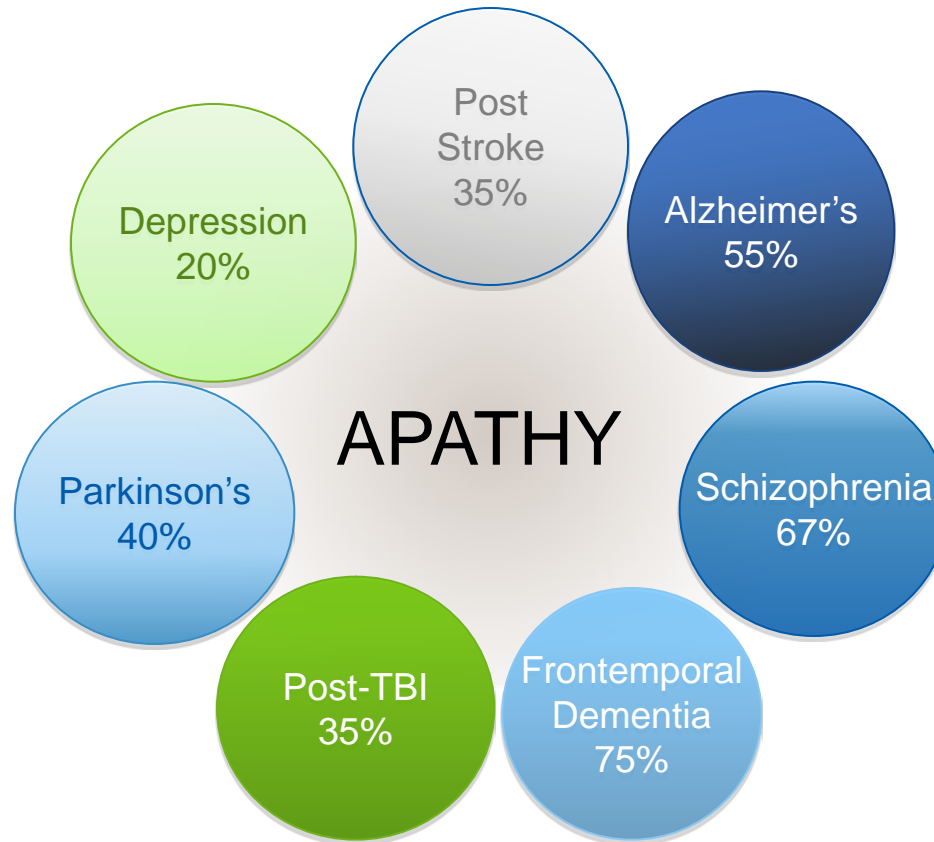 Post
Stroke
35%
Alzheimer’s
55%
Depression
20%
APATHY
Schizophrenia
67%
Parkinson’s
40%
Post-TBI
35%
Frontemporal
Dementia
75%